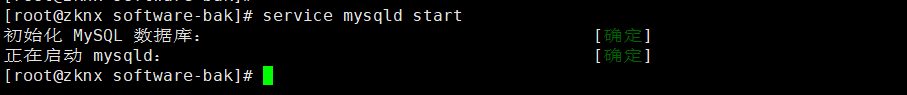 [root@zknx software-bak]# service mysqld start
初始化 MySQL 数据库： [确定]
正在启动 mysqld： [确定]
[root@zknx software-bak]#